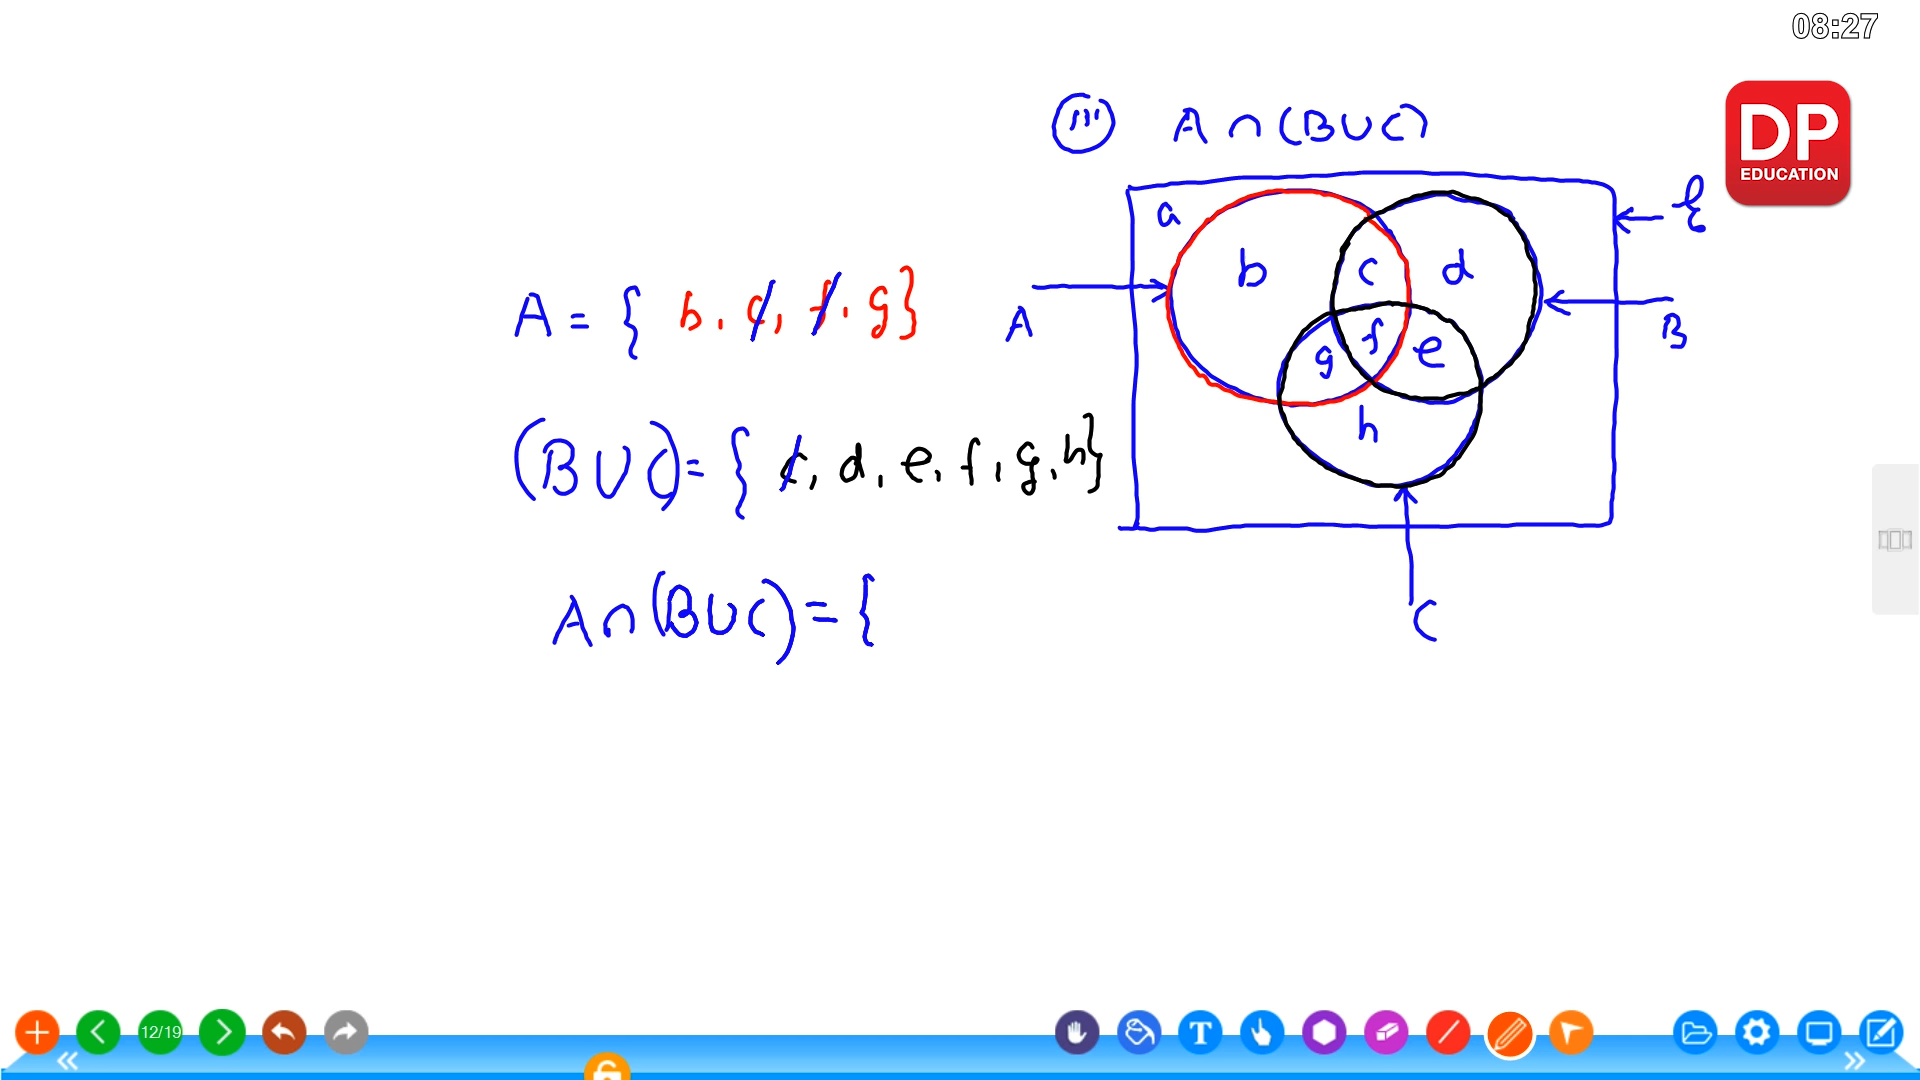 08:27
(iii) A∩(B∪C)
DP
EDUCATION
a
ξ
b c d
A = { b, c, f, g}
A
B
g f e
h
(B∪C)= { c, d, e, f, g, h}
A∩(B∪C)= {
C
12/19
T